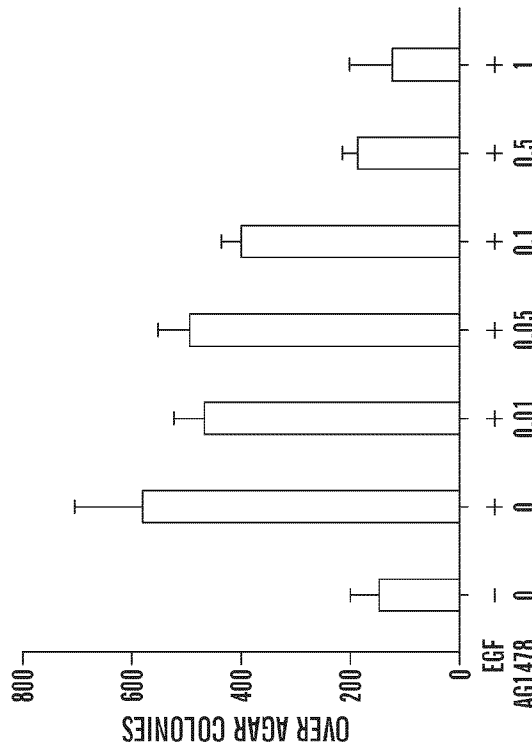 OVER AGAR COLONIES
800
600
400
200
0
EGF − + + + + + +
AG1478 0 0 0.01 0.05 0.1 0.5 1